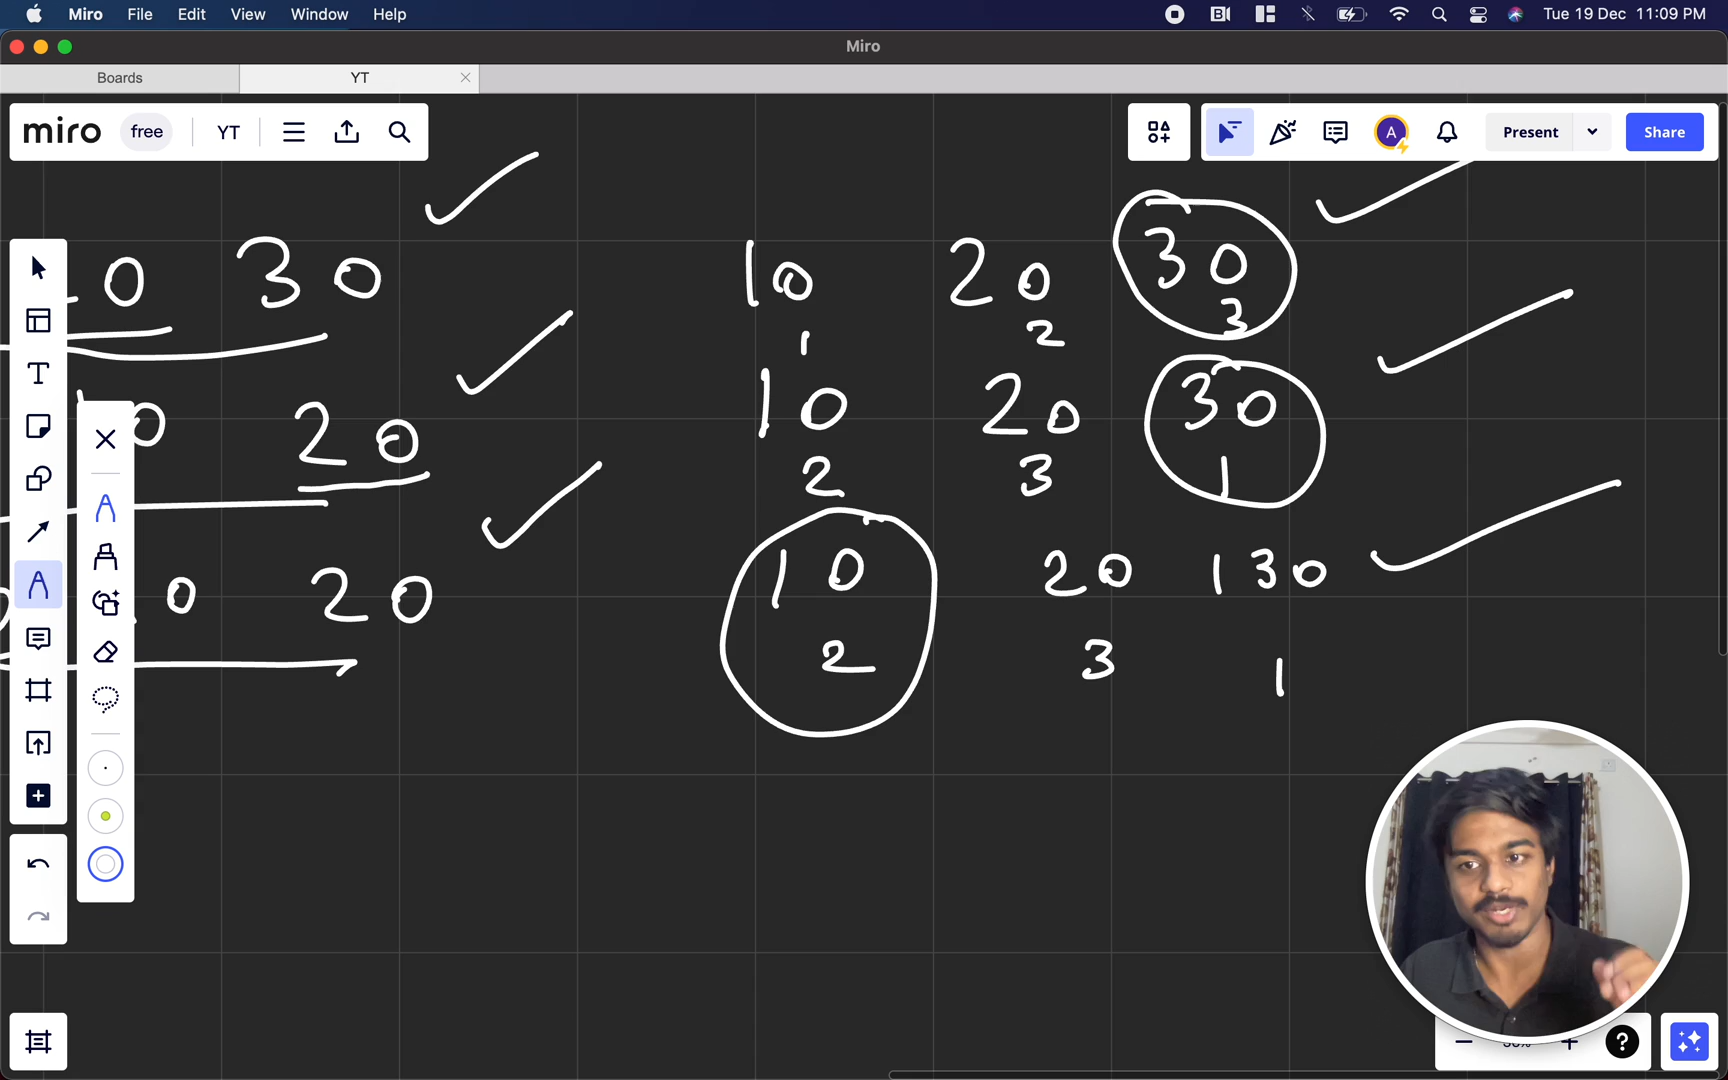 Miro File Edit View Window Help Tue 19 Dec 11:09 PM
Miro
Boards YT
miro free YT Present Share
A
0 30 10 20 30
1 2 3
0 20 10 20 30
2 3 1
0 20 10 20 130
2 3 1